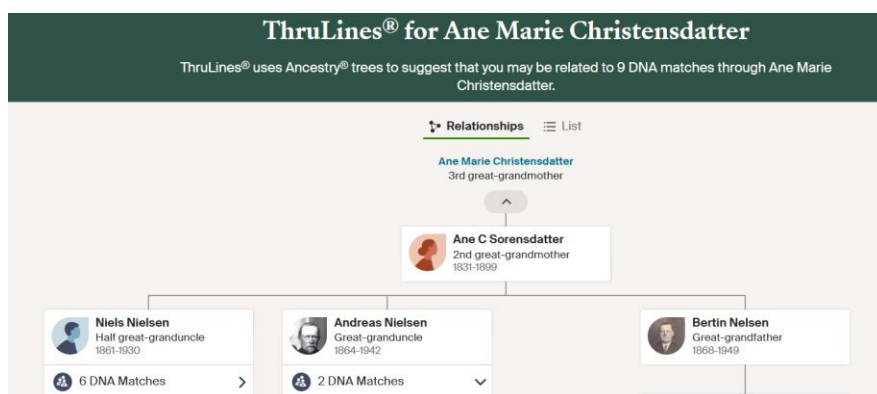 ThruLines® for Ane Marie Christensdatter
ThruLines® uses Ancestry® trees to suggest that you may be related to 9 DNA matches through Ane Marie
Christensdatter.
Relationships List
Ane Marie Christensdatter
3rd great-grandmother
Ane C Sorensdatter
2nd great-grandmother
1831-1899
Niels Nielsen
Half great-granduncle
1861-1930
6 DNA Matches
Andreas Nielsen
Great-granduncle
1864-1942
2 DNA Matches
Bertin Nelsen
Great-grandfather
1868-1949